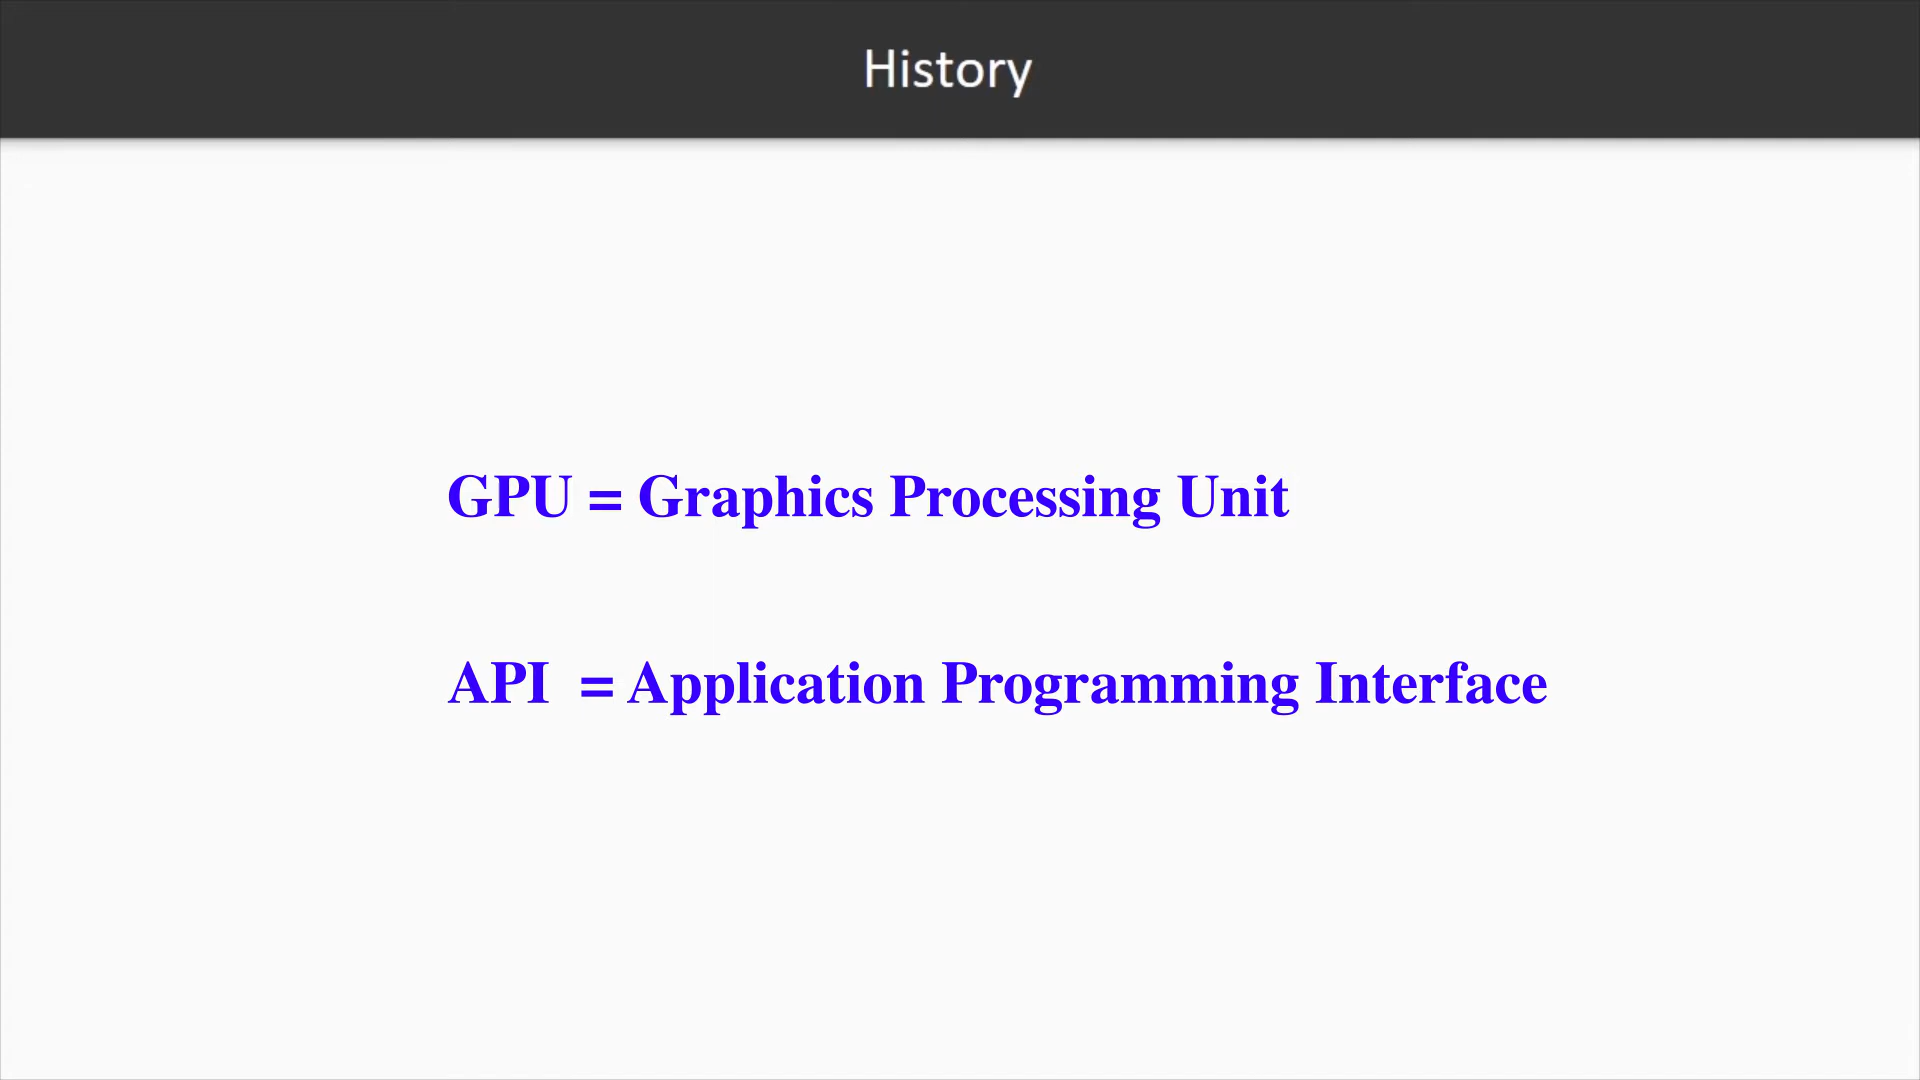 History
GPU = Graphics Processing Unit
API = Application Programming Interface